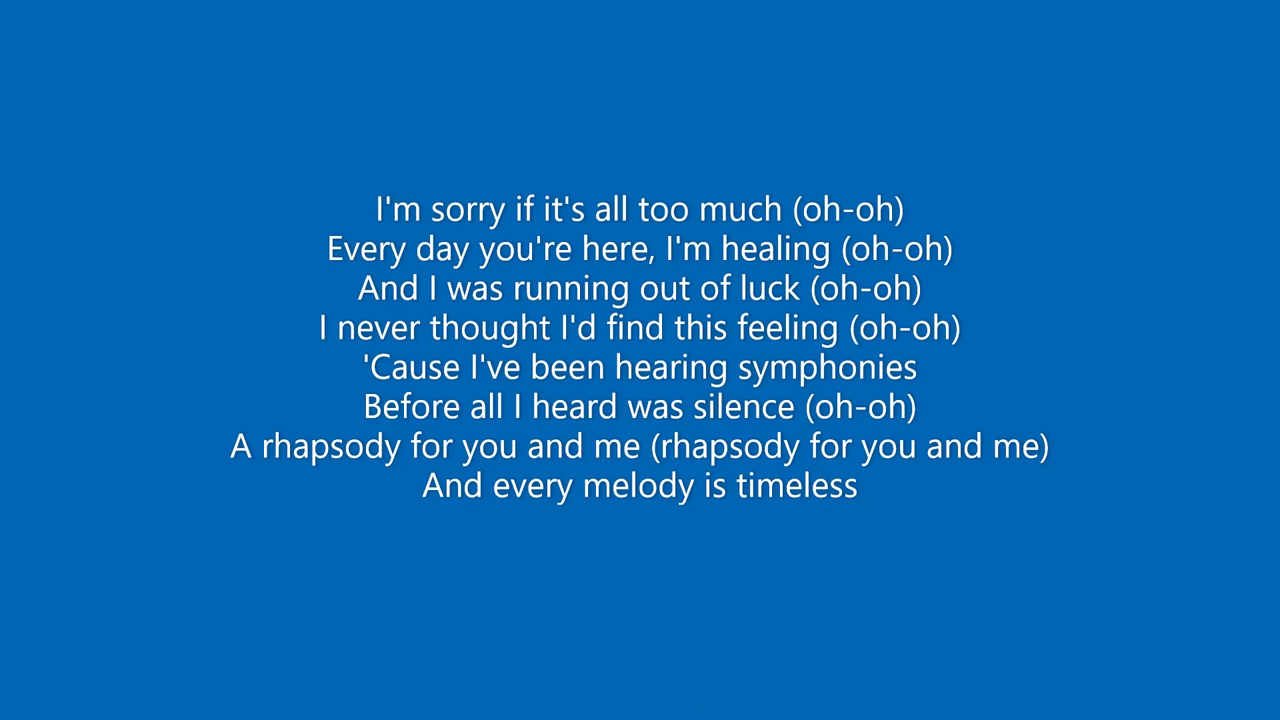 I'm sorry if it's all too much (oh-oh)
Every day you're here, I'm healing (oh-oh)
And I was running out of luck (oh-oh)
I never thought I'd find this feeling (oh-oh)
'Cause I've been hearing symphonies
Before all I heard was silence (oh-oh)
A rhapsody for you and me (rhapsody for you and me)
And every melody is timeless